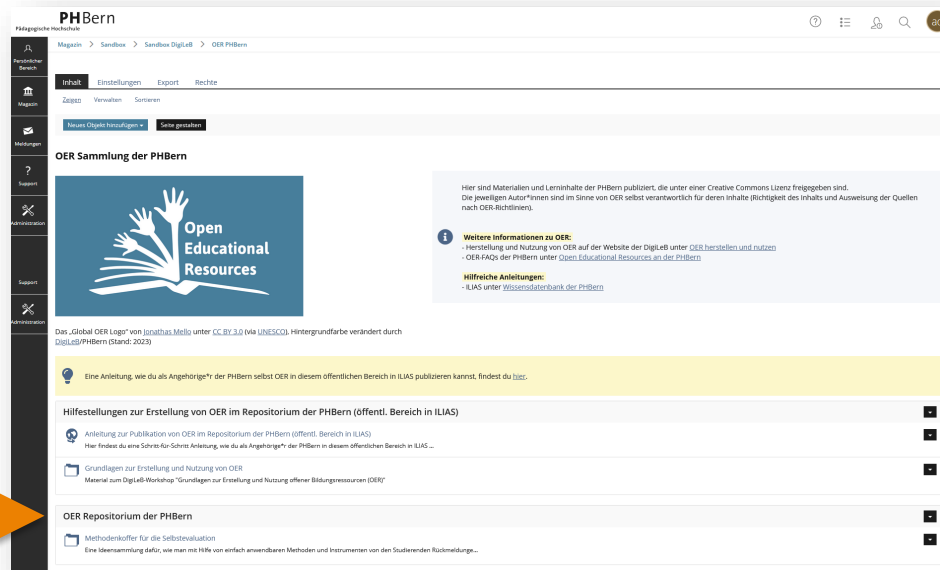 PHBern
Pädagogische Hochschule
Magazin > Sandbox > Sandbox DigiLeB > OER PHBern
Persönlicher
Bereich
Magazin
Meldungen
Support
Administration
Support
Administration
Inhalt Einstellungen Export Rechte
Zeigen Verwalten Sortieren
Neues Objekt hinzufügen Seite gestalten
OER Sammlung der PHBern
Open
Educational
Resources
Hier sind Materialien und Lerninhalte der PHBern publiziert, die unter einer Creative Commons Lizenz freigegeben sind.
Die jeweiligen Autor*innen sind im Sinne von OER selbst verantwortlich für deren Inhalte (Richtigkeit des Inhalts und Ausweisung der Quellen
nach OER-Richtlinien).
Weitere Informationen zu OER:
- Herstellung und Nutzung von OER auf der Website der DigiLeB unter OER herstellen und nutzen
- OER-FAQs der PHBern unter Open Educational Resources an der PHBern
Hilfreiche Anleitungen:
- ILIAS unter Wissensdatenbank der PHBern
Das „Global OER Logo" von Jonathas Mello unter CC BY 3.0 (via UNESCO), Hintergrundfarbe verändert durch
DigiLeB/PHBern (Stand: 2023)
Eine Anleitung, wie du als Angehörige*r der PHBern selbst OER in diesem öffentlichen Bereich in ILIAS publizieren kannst, findest du hier.
Hilfestellungen zur Erstellung von OER im Repositorium der PHBern (öffentl. Bereich in ILIAS)
Anleitung zur Publikation von OER im Repositorium der PHBern (öffentl. Bereich in ILIAS)
Hier findest du eine Schritt-für-Schritt Anleitung, wie du als Angehörige*r der PHBern in diesem öffentlichen Bereich in ILIAS ...
Grundlagen zur Erstellung und Nutzung von OER
Material zum DigiLeB-Workshop "Grundlagen zur Erstellung und Nutzung offener Bildungsressourcen (OER)"
OER Repositorium der PHBern
Methodenkoffer für die Selbstevaluation
Eine Ideensammlung dafür, wie man mit Hilfe von einfach anwendbaren Methoden und Instrumenten von den Studierenden Rückmeldunge...